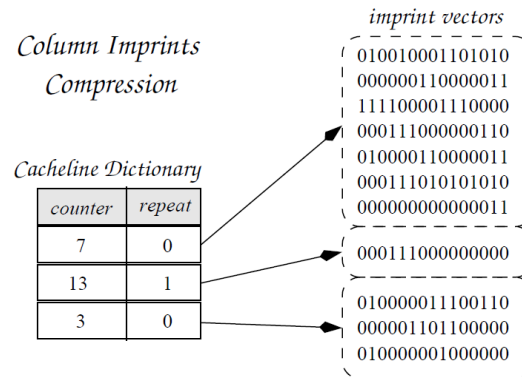 Column Imprints
Compression
Cacheline Dictionary
counter repeat
7 0
13 1
3 0
imprint vectors
010010001101010
000000110000011
111100001110000
000111000000110
010000110000011
000111010101010
000000000000011
000111000000000
010000011100110
000001101100000
010000001000000